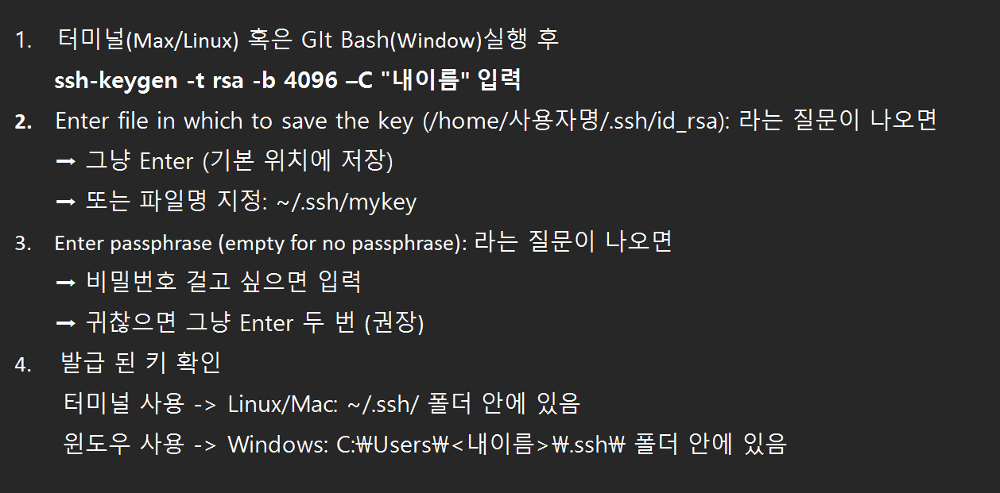 1. 터미널(Max/Linux) 혹은 GIt Bash(Window)실행 후
ssh-keygen -t rsa -b 4096 –C "내이름" 입력
2. Enter file in which to save the key (/home/사용자명/.ssh/id_rsa): 라는 질문이 나오면
→ 그냥 Enter (기본 위치에 저장)
→ 또는 파일명 지정: ~/.ssh/mykey
3. Enter passphrase (empty for no passphrase): 라는 질문이 나오면
→ 비밀번호 걸고 싶으면 입력
→ 귀찮으면 그냥 Enter 두 번 (권장)
4. 발급 된 키 확인
터미널 사용 -> Linux/Mac: ~/.ssh/ 폴더 안에 있음
윈도우 사용 -> Windows: C:₩Users₩<내이름>₩.ssh₩ 폴더 안에 있음